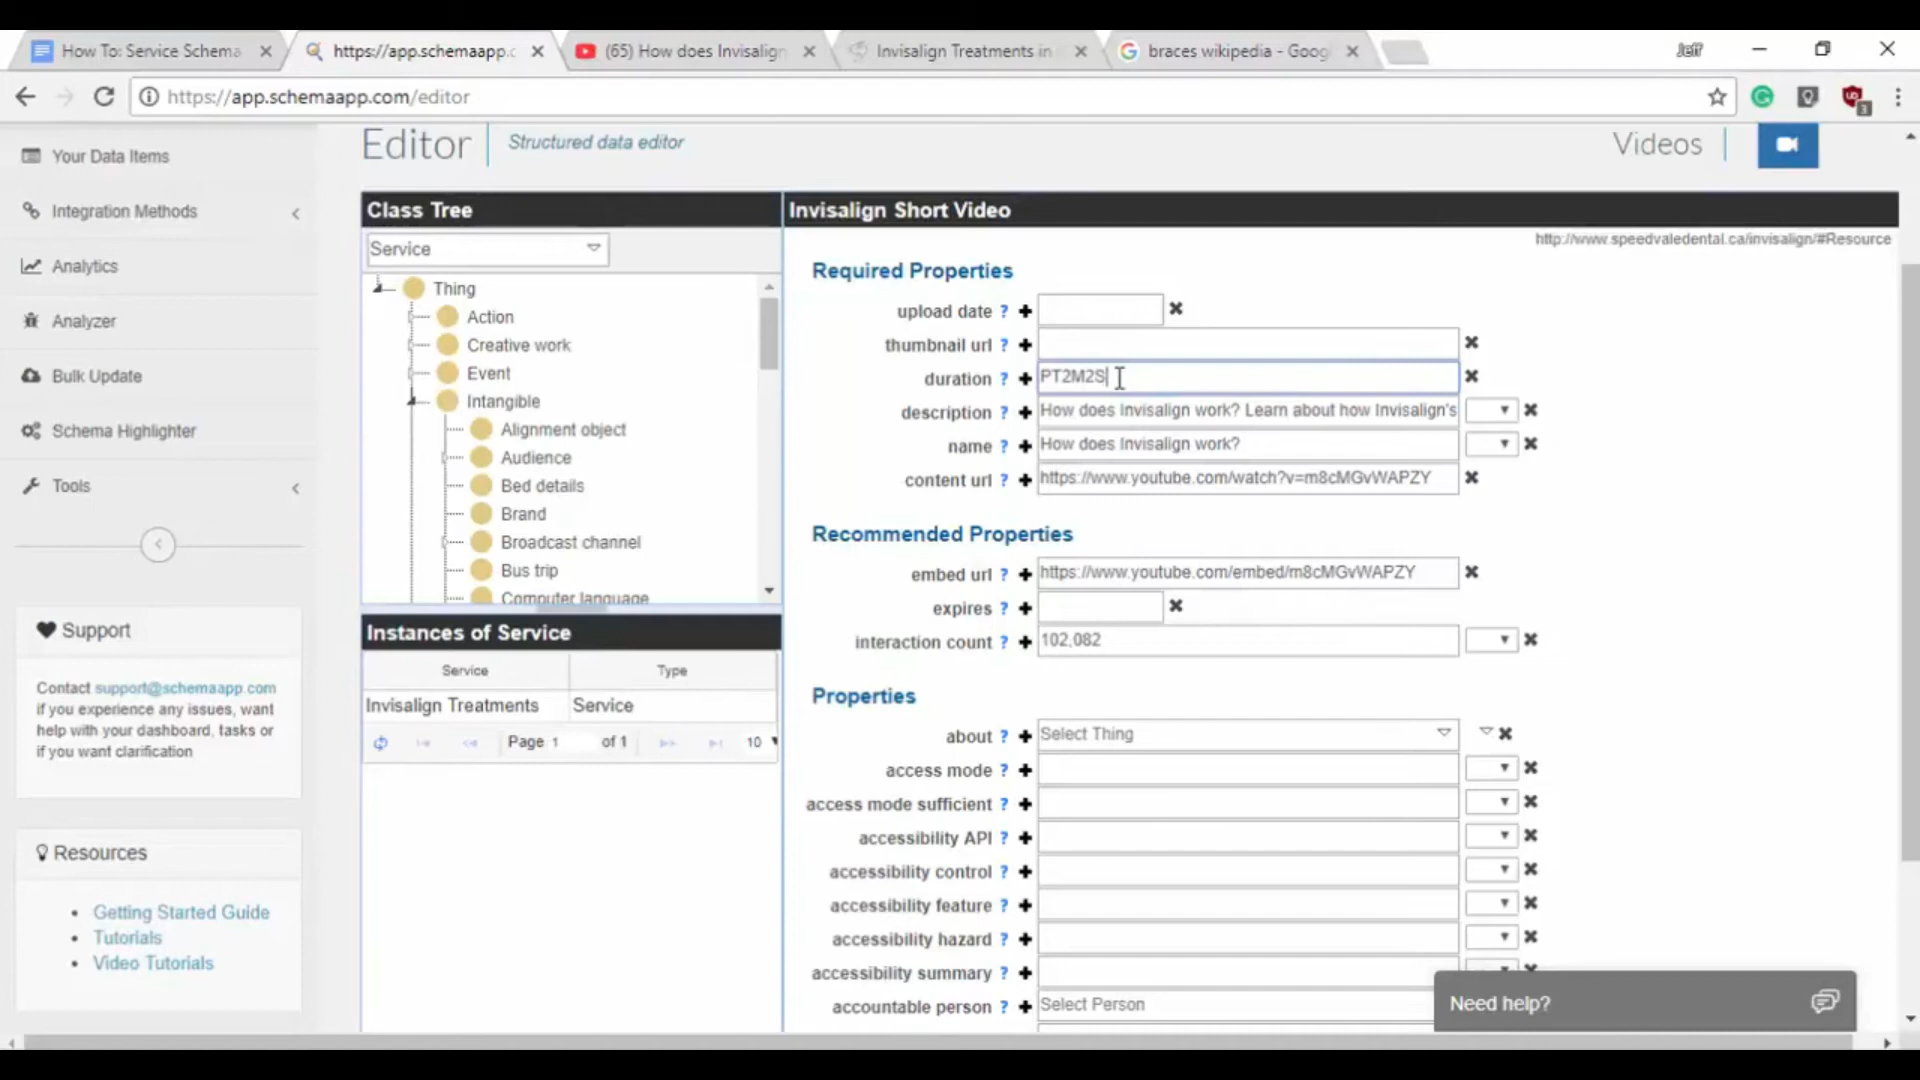 How To: Service Schema
https://app.schemaapp.c
(65) How does Invisalign
Invisalign Treatments in
braces wikipedia - Goog
Jeff
https://app.schemaapp.com/editor
3
Your Data Items
Integration Methods
Analytics
Analyzer
Bulk Update
Schema Highlighter
Tools
Support
Contact support@schemaapp.com
if you experience any issues, want
help with your dashboard, tasks or
if you want clarification
Resources
Getting Started Guide
Tutorials
Video Tutorials
Editor
Structured data editor
Videos
Class Tree
Service
Thing
Action
Creative work
Event
Intangible
Alignment object
Audience
Bed details
Brand
Broadcast channel
Bus trip
Computer language
Instances of Service
Service Type
Invisalign Treatments Service
Page 1 of 1 10
Invisalign Short Video
http://www.speedvaledental.ca/invisalign/#Resource
Required Properties
upload date ?
thumbnail url ?
duration ? PT2M2S
description ? How does Invisalign work? Learn about how Invisalign's
name ? How does Invisalign work?
content url ? https://www.youtube.com/watch?v=m8cMGvWAPZY
Recommended Properties
embed url ? https://www.youtube.com/embed/m8cMGvWAPZY
expires ?
interaction count ? 102,082
Properties
about ? Select Thing
access mode ?
access mode sufficient ?
accessibility API ?
accessibility control ?
accessibility feature ?
accessibility hazard ?
accessibility summary ?
accountable person ? Select Person
Need help?